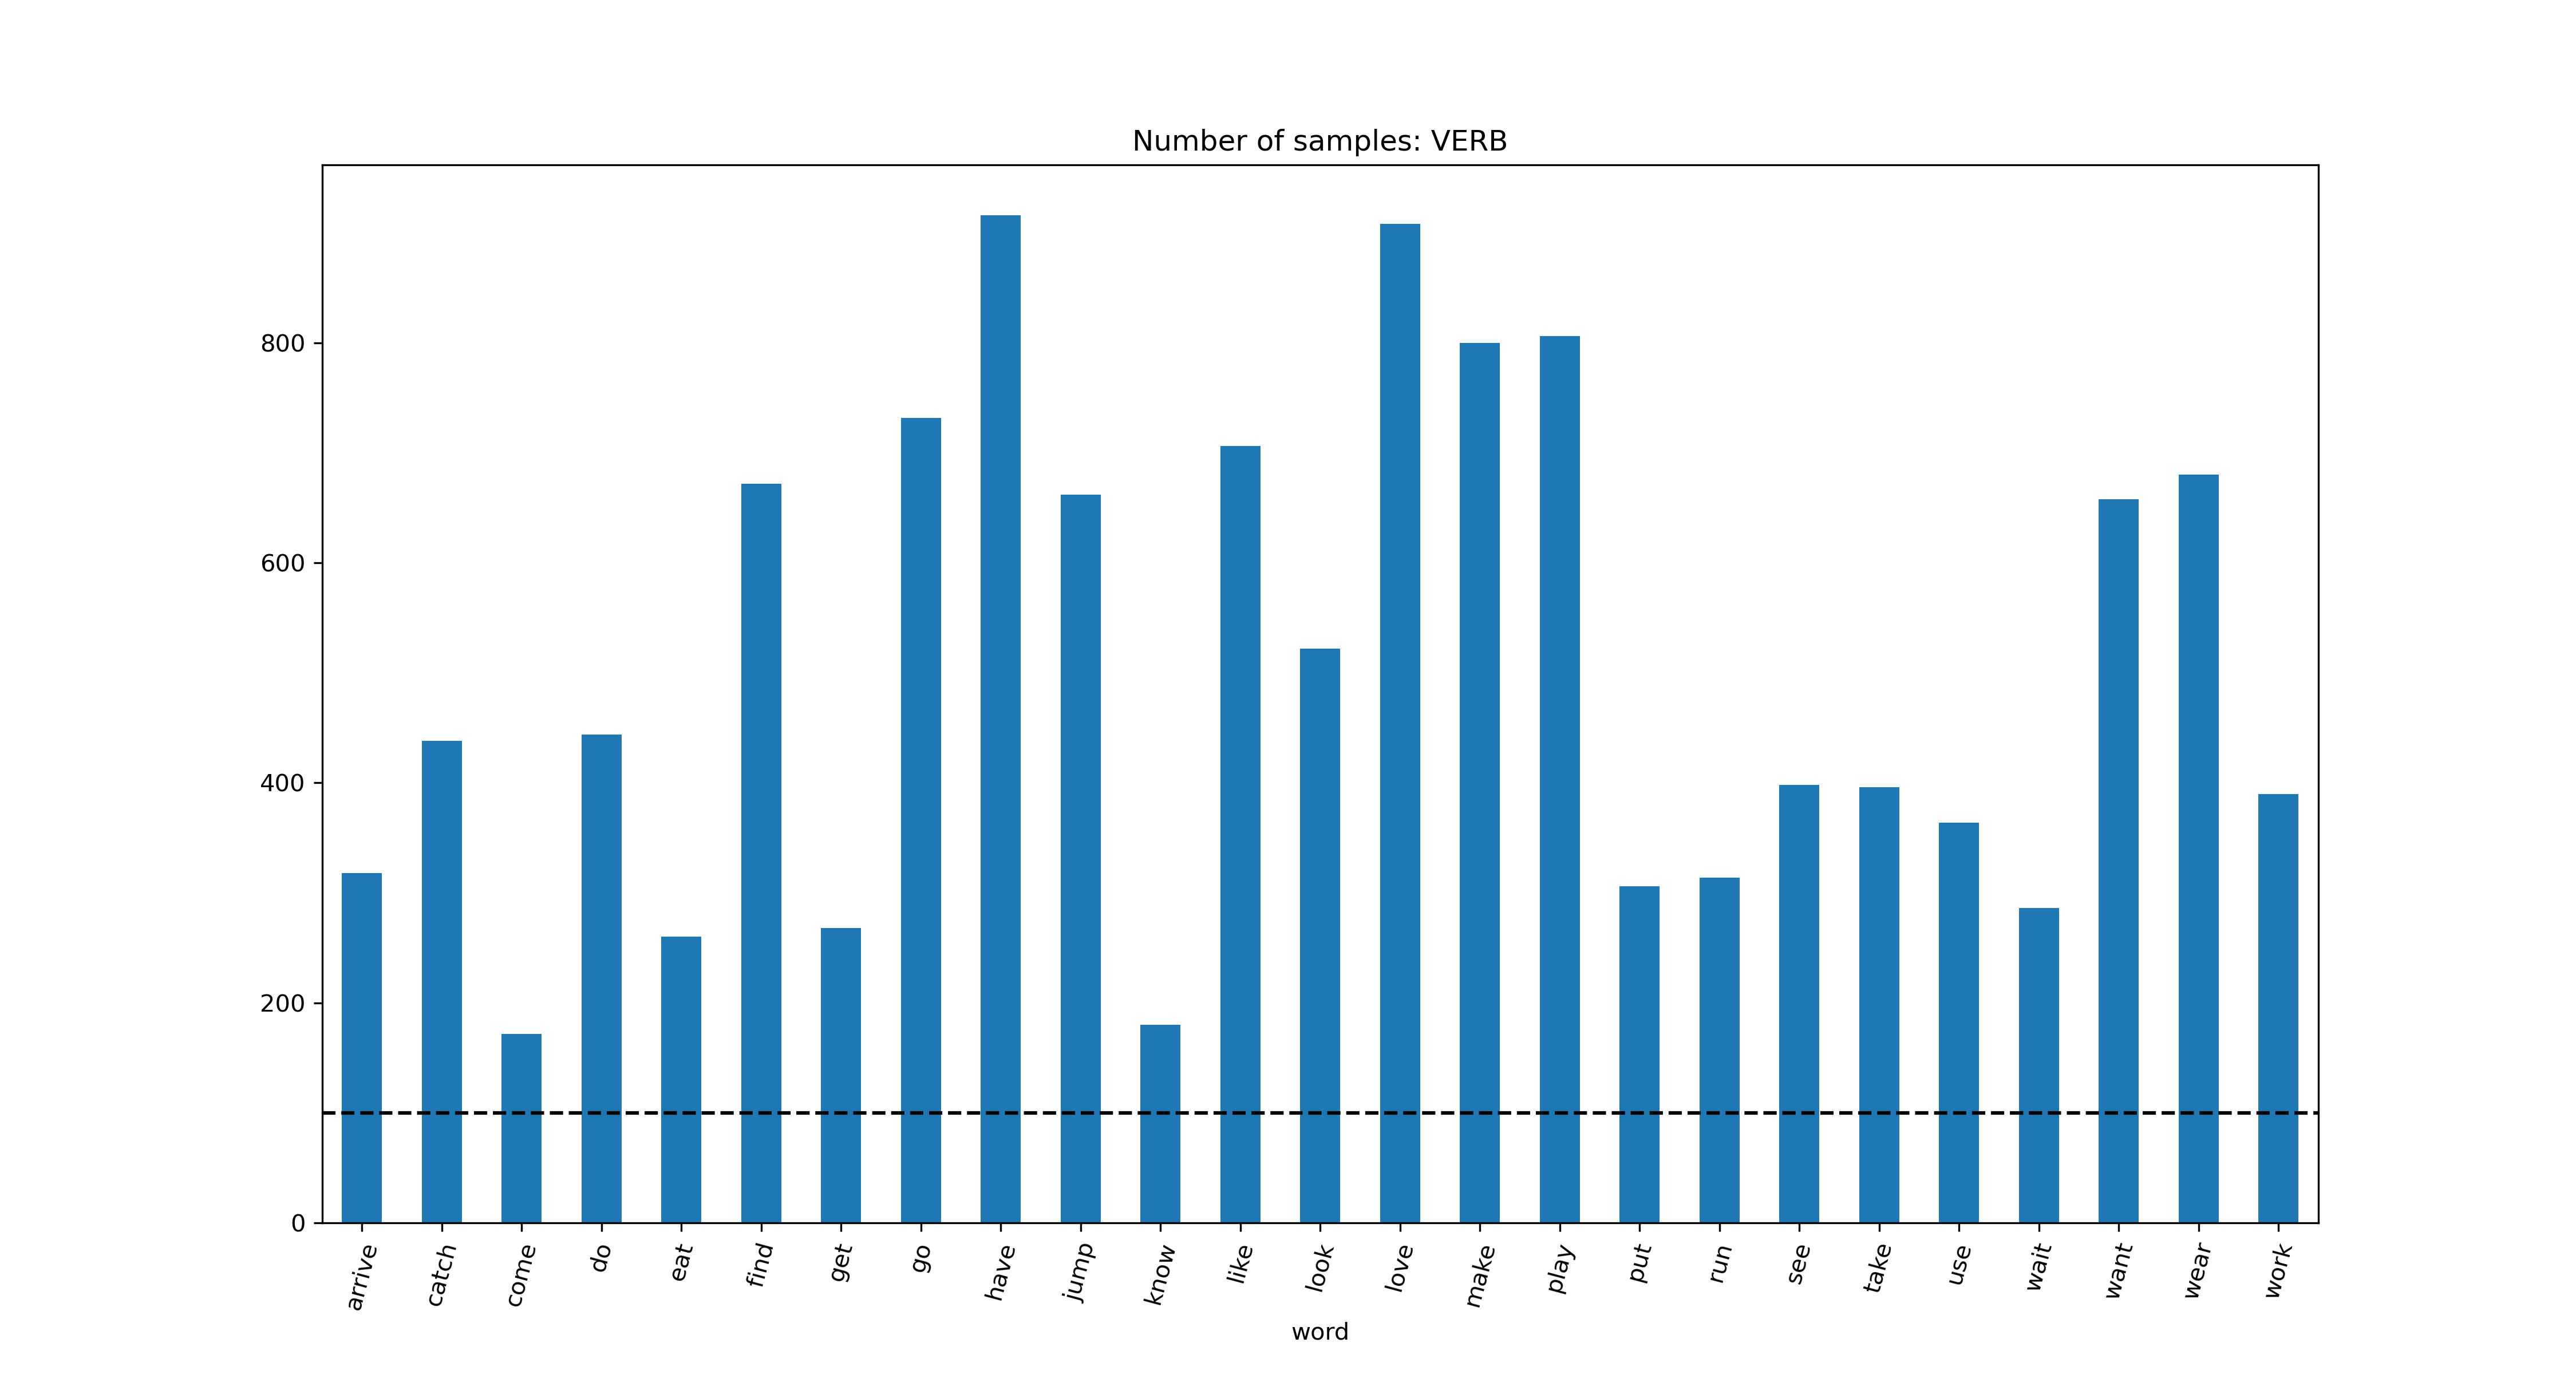 Number of samples: VERB
800
600
400
200
0
arrive catch come do eat find get go have jump know like look love make play put run see take use wait want wear work
word